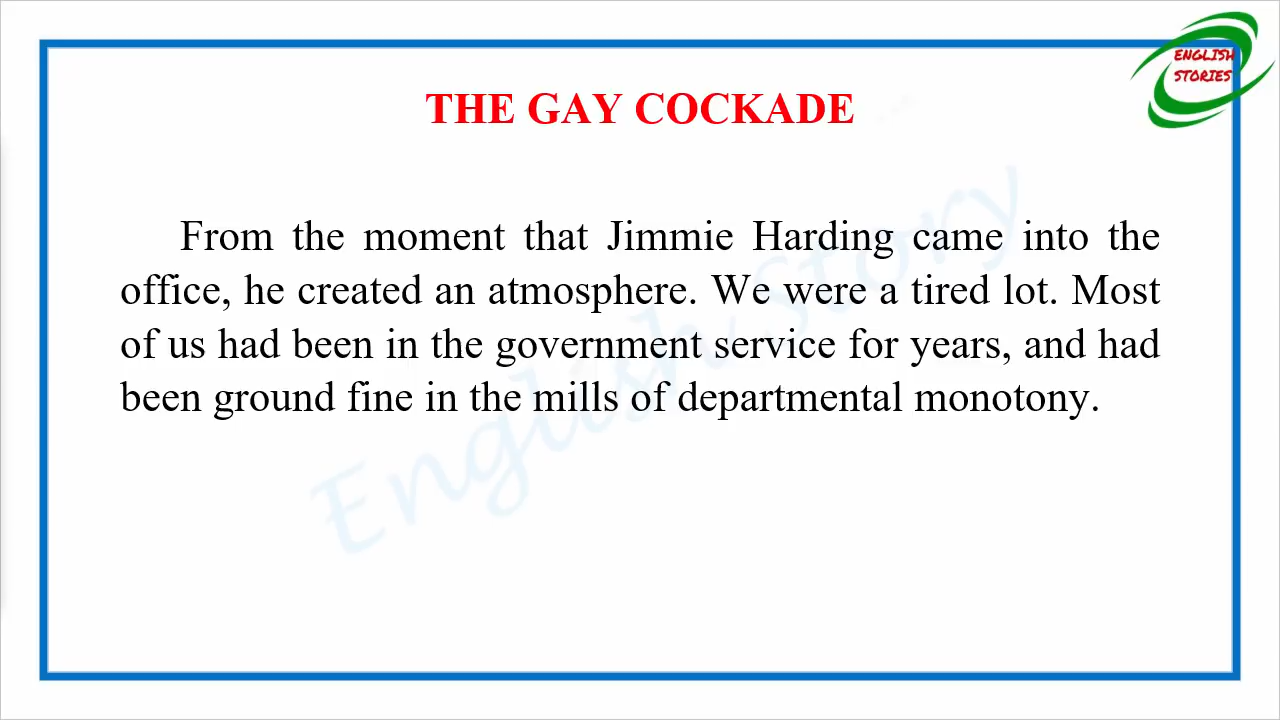 ENGLISH
STORIES
THE GAY COCKADE
From the moment that Jimmie Harding came into the
office, he created an atmosphere. We were a tired lot. Most
of us had been in the government service for years, and had
been ground fine in the mills of departmental monotony.
English Story